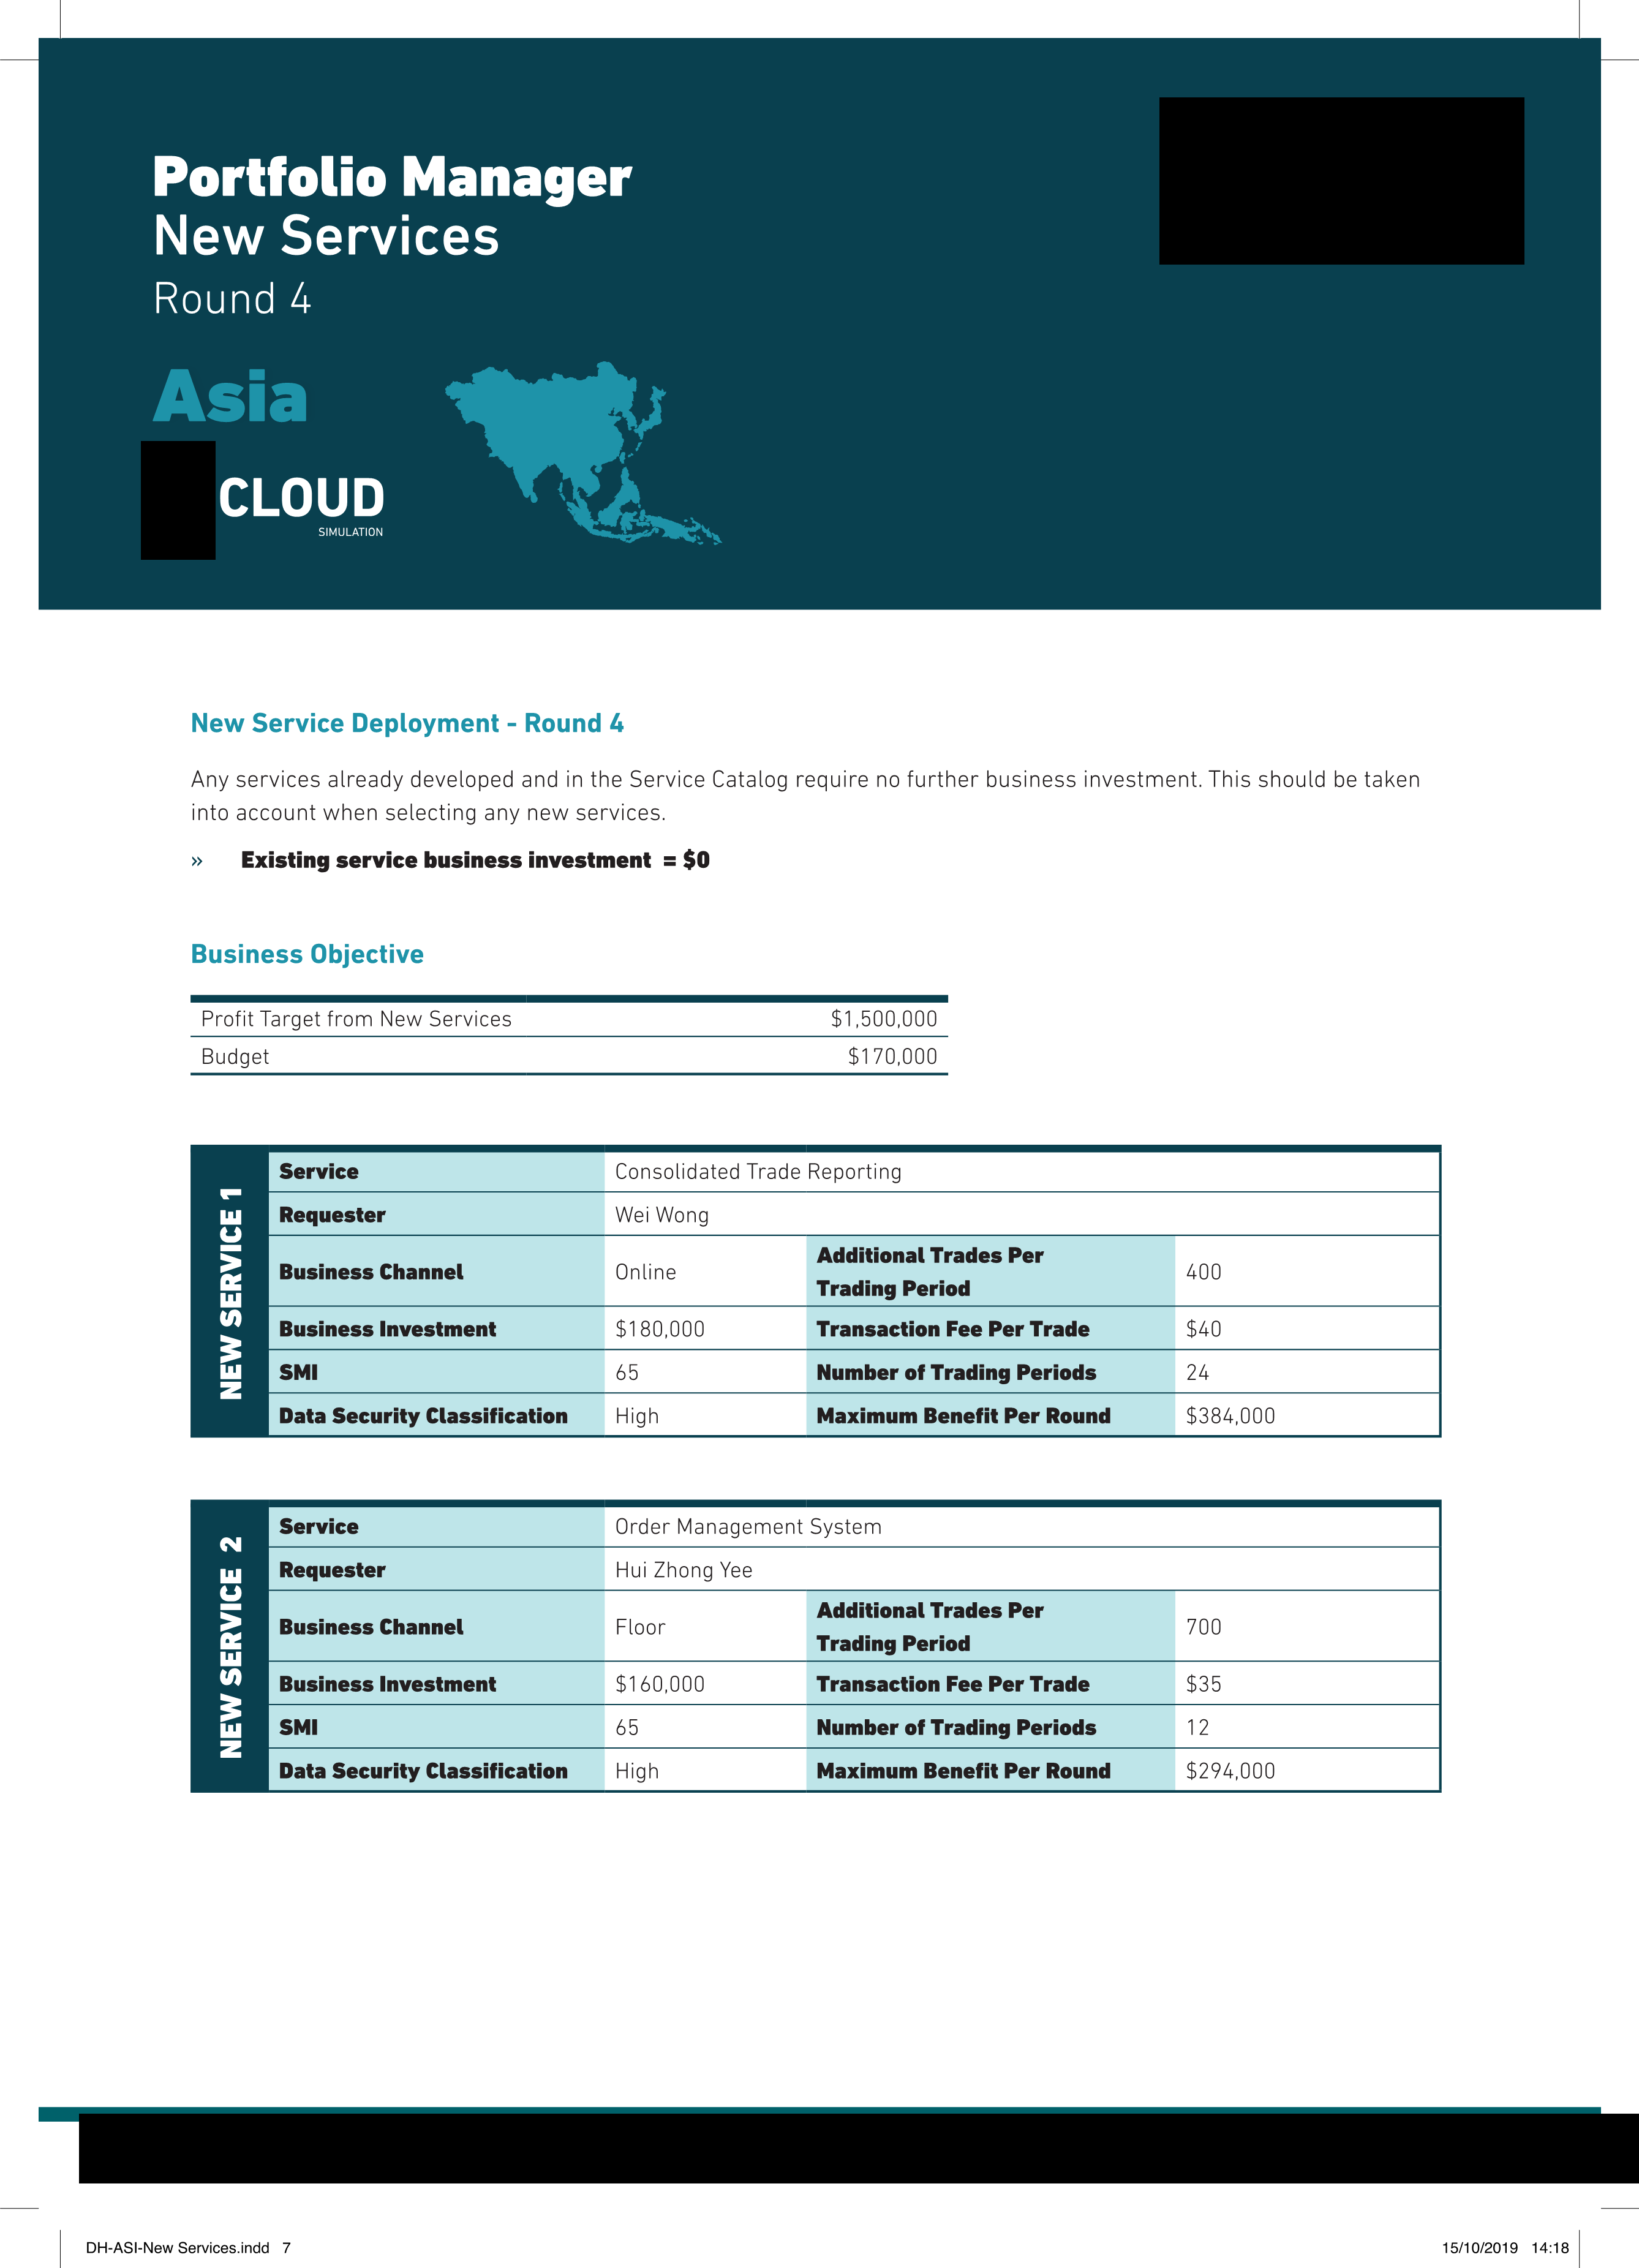 Portfolio Manager
New Services
Round 4
Asia
CLOUD
SIMULATION
New Service Deployment - Round 4
Any services already developed and in the Service Catalog require no further business investment. This should be taken
into account when selecting any new services.
» Existing service business investment = $0
Business Objective
Profit Target from New Services $1,500,000
Budget $170,000
NEW SERVICE 1
Service Consolidated Trade Reporting
Requester Wei Wong
Business Channel Online Additional Trades Per
Trading Period 400
Business Investment $180,000 Transaction Fee Per Trade $40
SMI 65 Number of Trading Periods 24
Data Security Classification High Maximum Benefit Per Round $384,000
NEW SERVICE 2
Service Order Management System
Requester Hui Zhong Yee
Business Channel Floor Additional Trades Per
Trading Period 700
Business Investment $160,000 Transaction Fee Per Trade $35
SMI 65 Number of Trading Periods 12
Data Security Classification High Maximum Benefit Per Round $294,000
DH-ASI-New Services.indd 7 15/10/2019 14:18